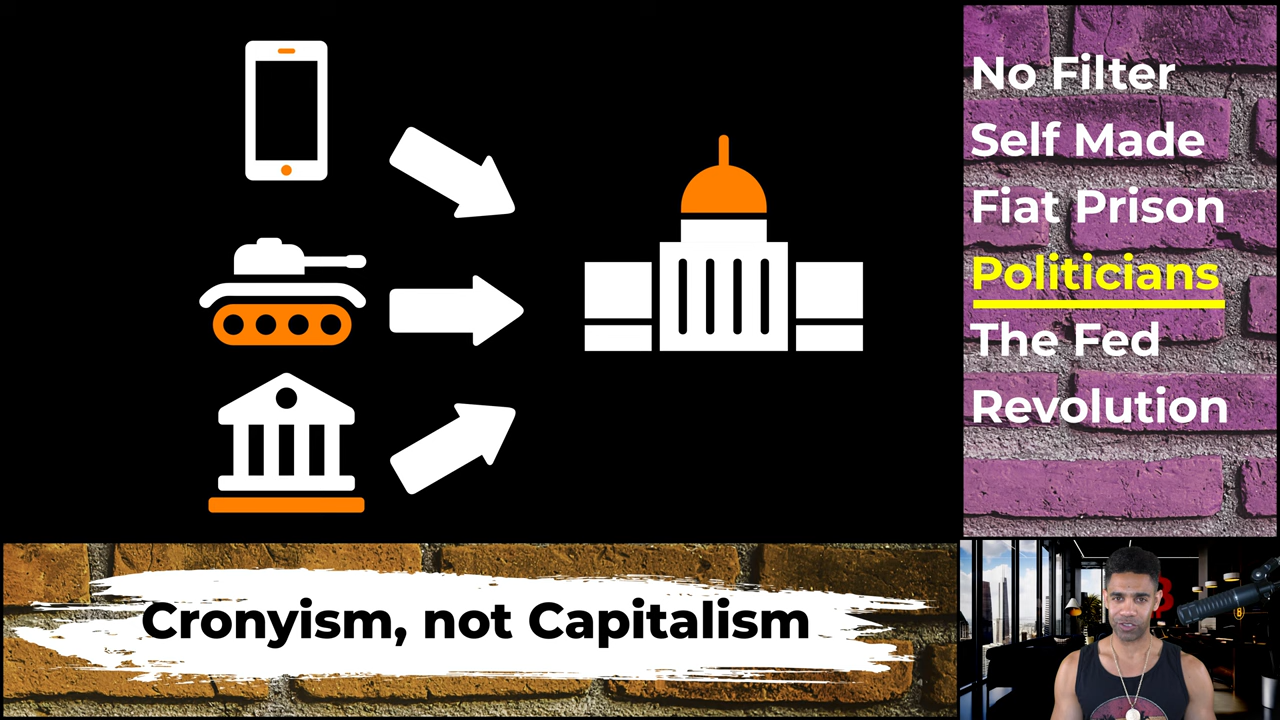 No Filter
Self Made
Fiat Prison
Politicians
The Fed
Revolution
Cronyism, not Capitalism